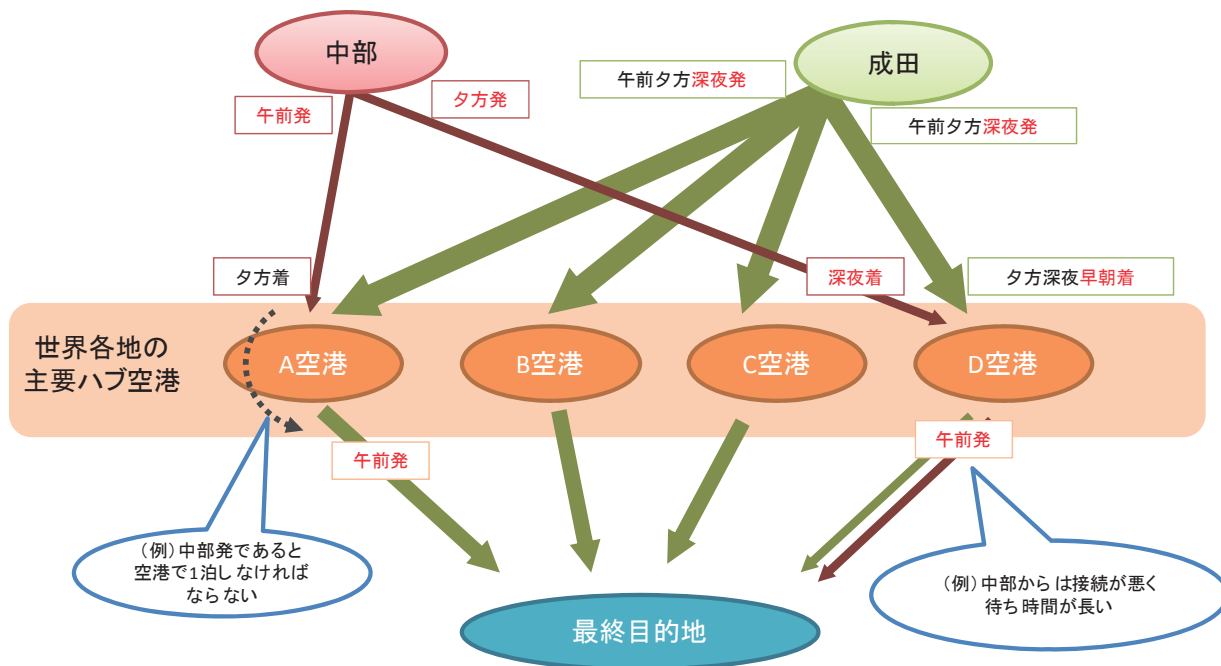 中部
成田
午前夕方深夜発
夕方発
午前発
午前夕方深夜発
夕方着
深夜着
夕方深夜早朝着
世界各地の
主要ハブ空港
A空港
B空港
C空港
D空港
午前発
午前発
（例）中部発であると
空港で1泊しなければ
ならない
（例）中部からは接続が悪く
待ち時間が長い
最終目的地